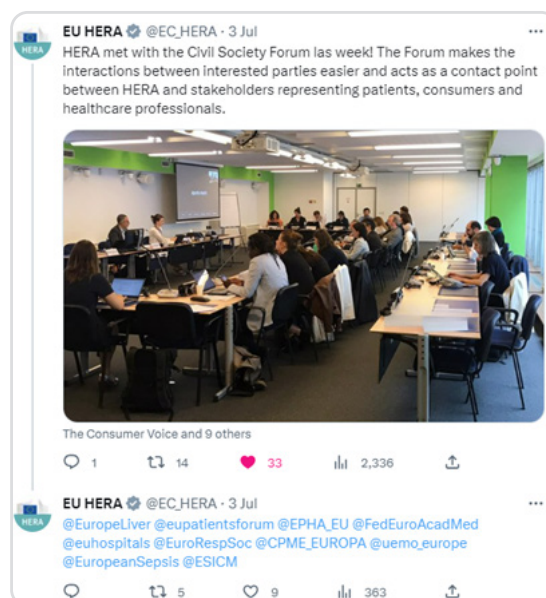 EU HERA @EC_HERA · 3 Jul
HERA
HERA met with the Civil Society Forum las week! The Forum makes the
interactions between interested parties easier and acts as a contact point
between HERA and stakeholders representing patients, consumers and
healthcare professionals.
The Consumer Voice and 9 others
1 14 33 2,336
EU HERA @EC_HERA · 3 Jul
HERA
@EuropeLiver @eupatientsforum @EPHA_EU @FedEuroAcadMed
@euhospitals @EuroRespSoc @CPME_EUROPA @uemo_europe
@EuropeanSepsis @ESICM
5 9 363